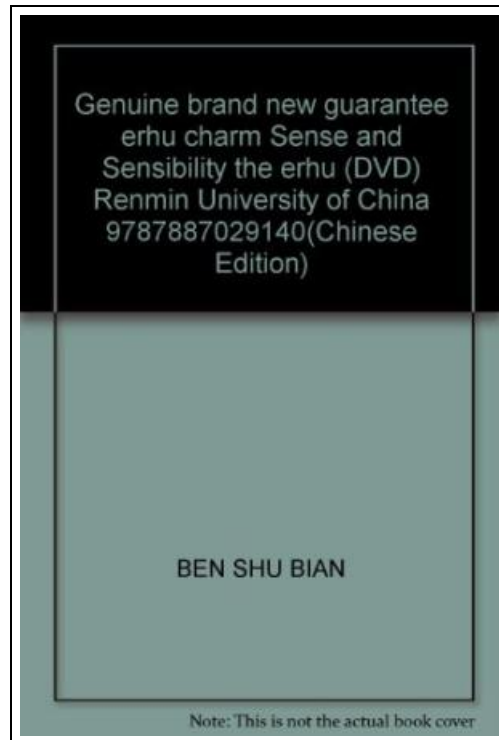 Genuine brand new guarantee
erhu charm Sense and
Sensibility the erhu (DVD)
Renmin University of China
9787887029140(Chinese
Edition)
BEN SHU BIAN
Note: This is not the actual book cover